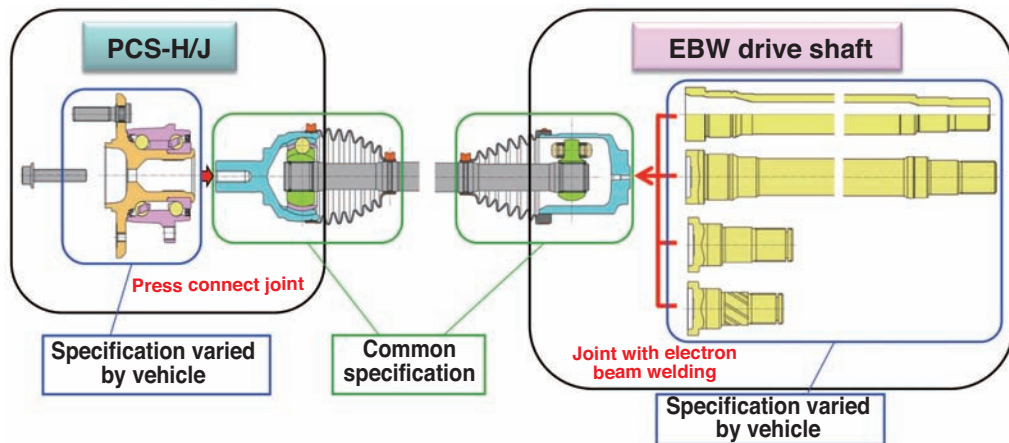 PCS-H/J
EBW drive shaft
Press connect joint
Specification varied
by vehicle
Common
specification
Joint with electron
beam welding
Specification varied
by vehicle